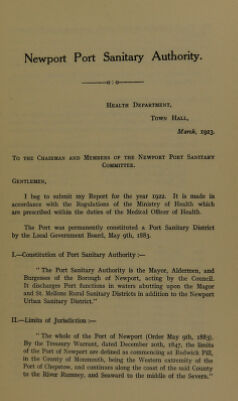 Newport Port Sanitary Authority.
HEALTH DEPARTMENT,
TOWN HALL,
March, 1923.
TO THE CHAIRMAN AND MEMBERS OF THE NEWPORT PORT SANITARY
COMMITTEE.
GENTLEMEN,
I beg to submit my Report for the year 1922. It is made in
accordance with the Regulations of the Ministry of Health which
are prescribed within the duties of the Medical Officer of Health.
The Port was permanently constituted a Port Sanitary District
by the Local Government Board, May 9th, 1883.
I.—Constitution of Port Sanitary Authority :—
" The Port Sanitary Authority is the Mayor, Aldermen, and
Burgesses of the Borough of Newport, acting by the Council.
It discharges Port functions in waters abutting upon the Magor
and St. Mellons Rural Sanitary Districts in addition to the Newport
Urban Sanitary District."
II.—Limits of Jurisdiction :—
" The whole of the Port of Newport (Order May 9th, 1883).
By the Treasury Warrant, dated December 20th, 1847, the limits
of the Port of Newport are defined as commencing at Redwick Pill,
in the County of Monmouth, being the Western extremity of the
Port of Chepstow, and continues along the coast of the said County
to the River Rumney, and Seaward to the middle of the Severn."